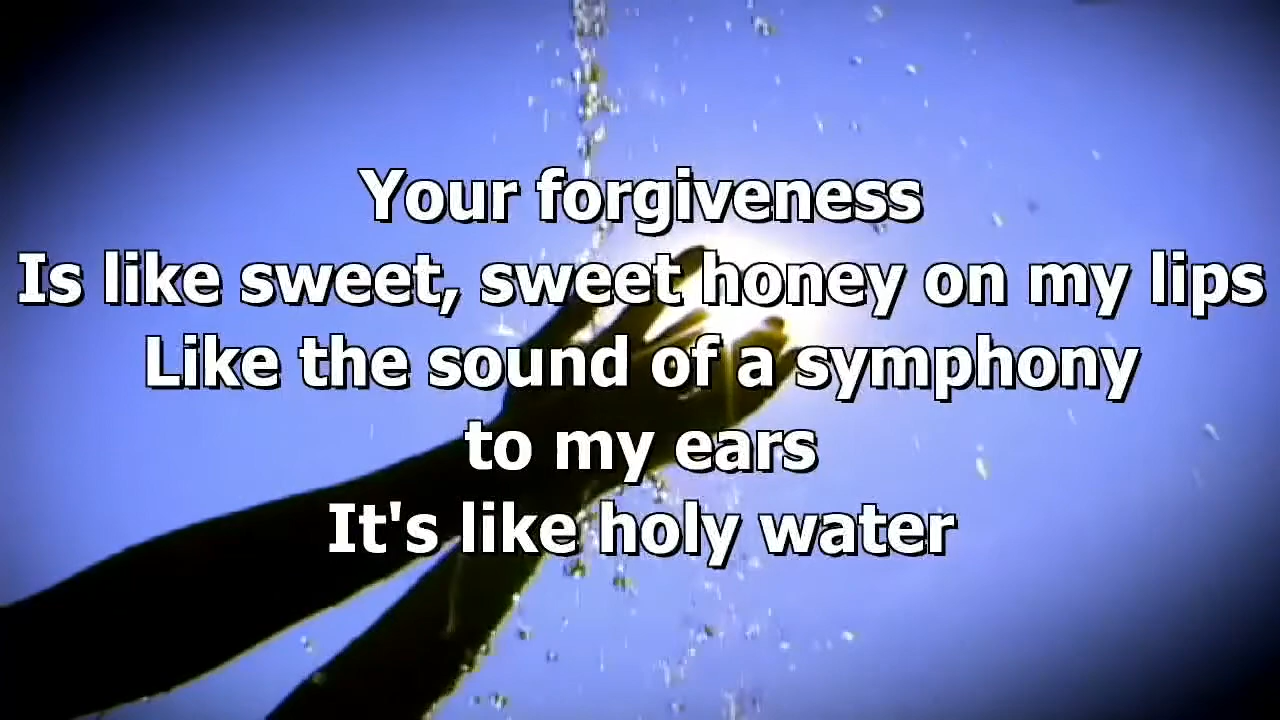 Your forgiveness
Is like sweet, sweet honey on my lips
Like the sound of a symphony
to my ears
It's like holy water